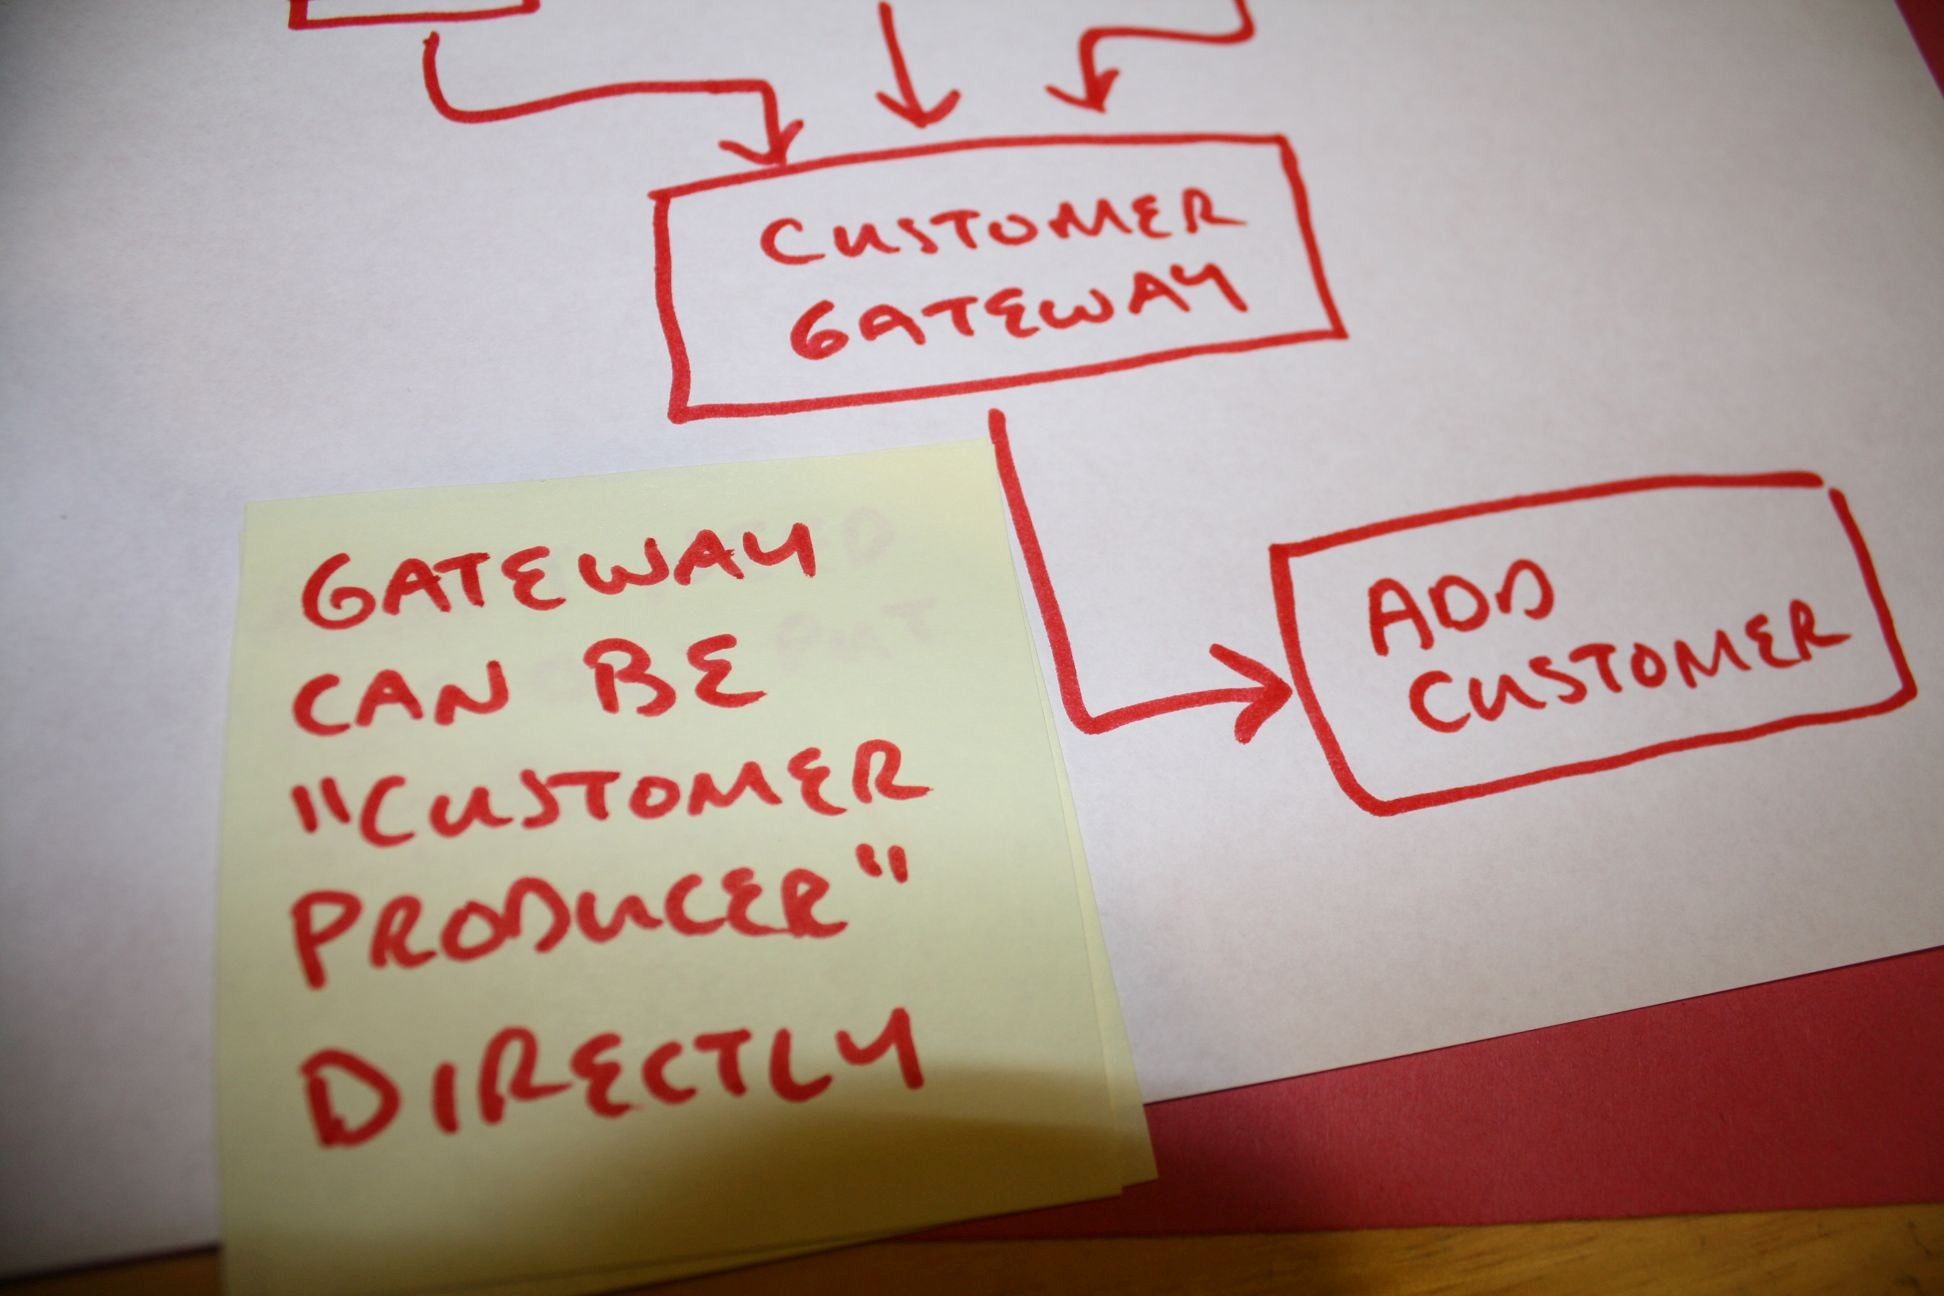 CUSTOMER
GATEWAY
ADD
CUSTOMER
GATEWAY
CAN BE
"CUSTOMER
PRODUCER"
DIRECTLY